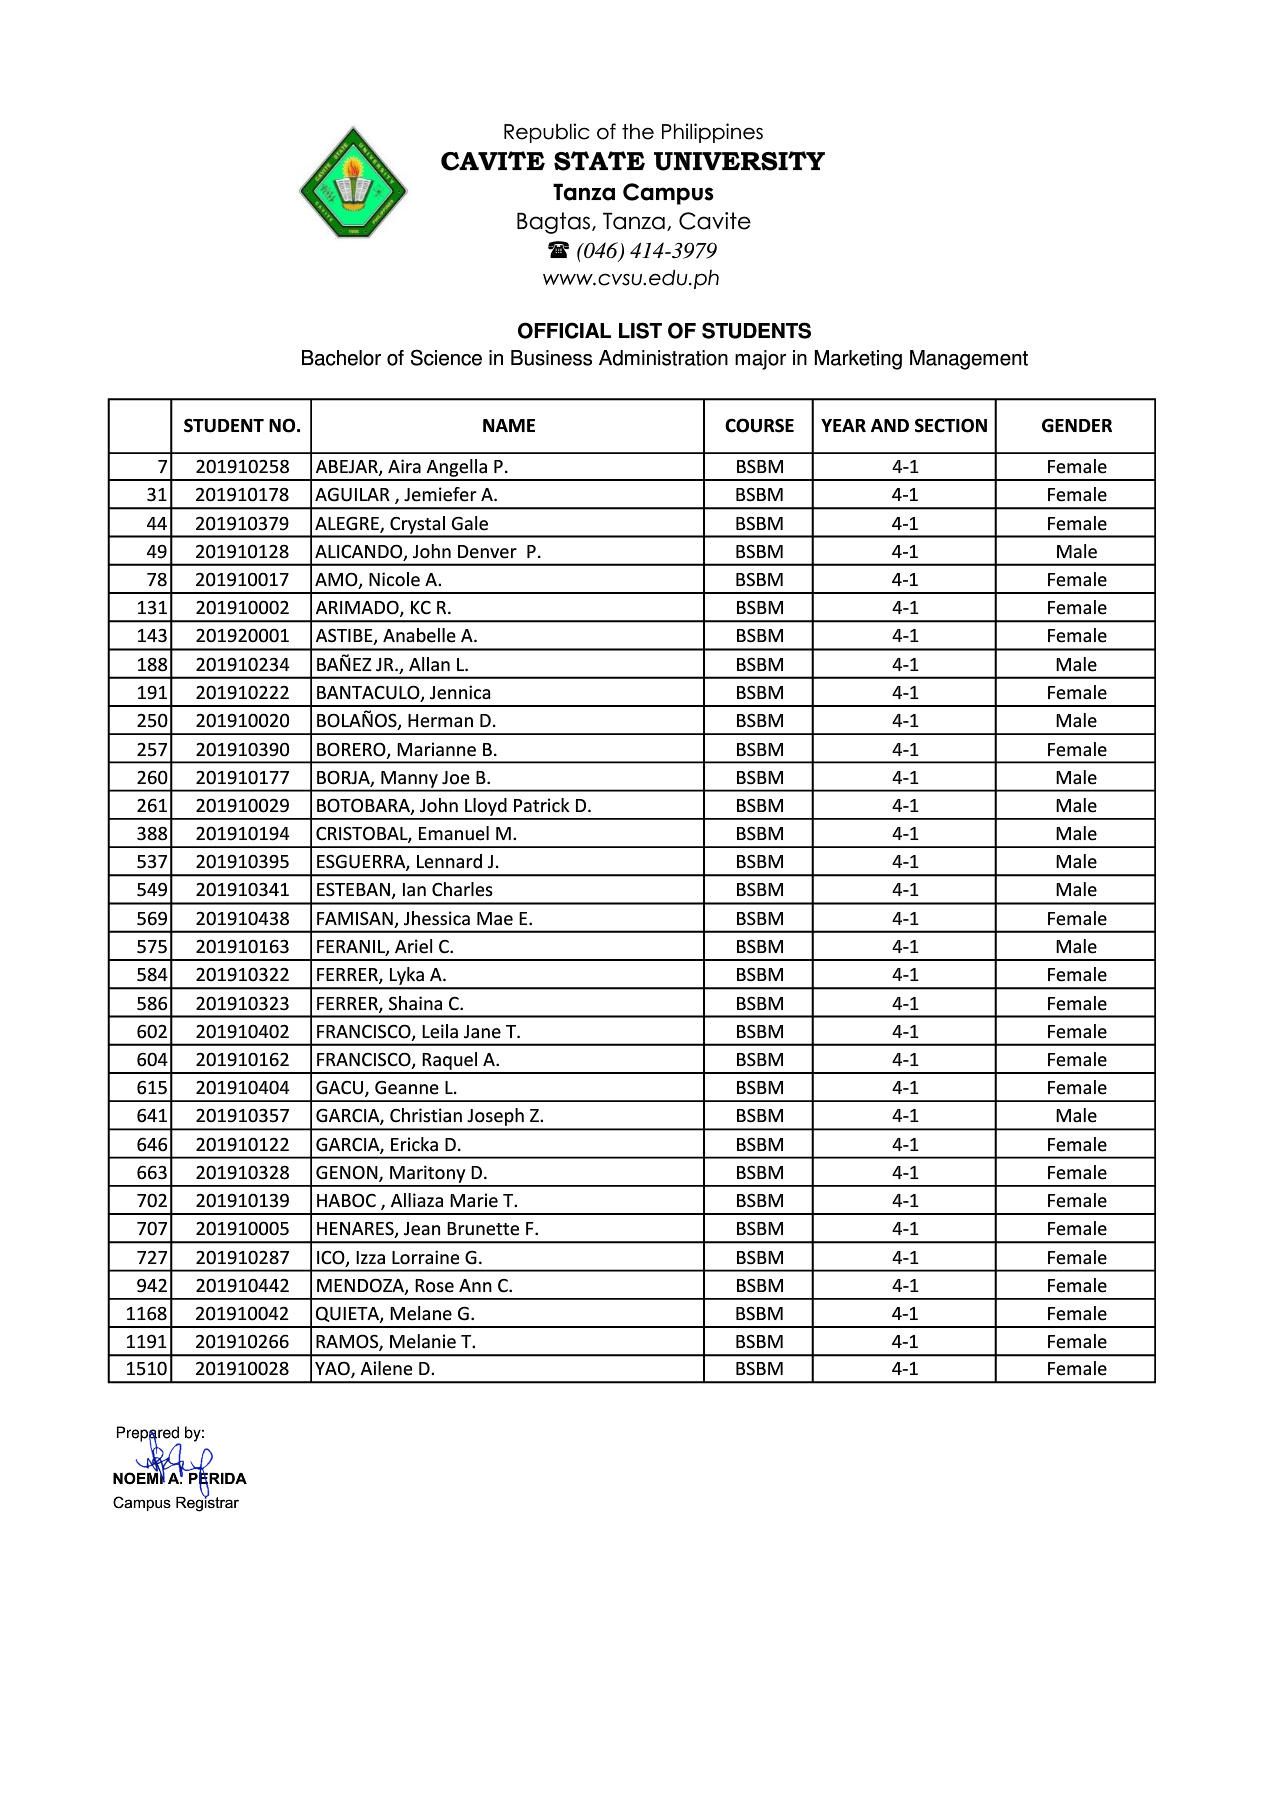 Republic of the Philippines
CAVITE STATE UNIVERSITY
Tanza Campus
Bagtas, Tanza, Cavite
☎ (046) 414-3979
www.cvsu.edu.ph
CAVITE STATE UNIVERSITY
CAVITE PHILIPPINES
OFFICIAL LIST OF STUDENTS
Bachelor of Science in Business Administration major in Marketing Management
STUDENT NO. NAME COURSE YEAR AND SECTION GENDER
7 201910258 ABEJAR, Aira Angella P. BSBM 4-1 Female
31 201910178 AGUILAR , Jemiefer A. BSBM 4-1 Female
44 201910379 ALEGRE, Crystal Gale BSBM 4-1 Female
49 201910128 ALICANDO, John Denver  P. BSBM 4-1 Male
78 201910017 AMO, Nicole A. BSBM 4-1 Female
131 201910002 ARIMADO, KC R. BSBM 4-1 Female
143 201920001 ASTIBE, Anabelle A. BSBM 4-1 Female
188 201910234 BAÑEZ JR., Allan L. BSBM 4-1 Male
191 201910222 BANTACULO, Jennica BSBM 4-1 Female
250 201910020 BOLAÑOS, Herman D. BSBM 4-1 Male
257 201910390 BORERO, Marianne B. BSBM 4-1 Female
260 201910177 BORJA, Manny Joe B. BSBM 4-1 Male
261 201910029 BOTOBARA, John Lloyd Patrick D. BSBM 4-1 Male
388 201910194 CRISTOBAL, Emanuel M. BSBM 4-1 Male
537 201910395 ESGUERRA, Lennard J. BSBM 4-1 Male
549 201910341 ESTEBAN, Ian Charles BSBM 4-1 Male
569 201910438 FAMISAN, Jhessica Mae E. BSBM 4-1 Female
575 201910163 FERANIL, Ariel C. BSBM 4-1 Male
584 201910322 FERRER, Lyka A. BSBM 4-1 Female
586 201910323 FERRER, Shaina C. BSBM 4-1 Female
602 201910402 FRANCISCO, Leila Jane T. BSBM 4-1 Female
604 201910162 FRANCISCO, Raquel A. BSBM 4-1 Female
615 201910404 GACU, Geanne L. BSBM 4-1 Female
641 201910357 GARCIA, Christian Joseph Z. BSBM 4-1 Male
646 201910122 GARCIA, Ericka D. BSBM 4-1 Female
663 201910328 GENON, Maritony D. BSBM 4-1 Female
702 201910139 HABOC , Alliaza Marie T. BSBM 4-1 Female
707 201910005 HENARES, Jean Brunette F. BSBM 4-1 Female
727 201910287 ICO, Izza Lorraine G. BSBM 4-1 Female
942 201910442 MENDOZA, Rose Ann C. BSBM 4-1 Female
1168 201910042 QUIETA, Melane G. BSBM 4-1 Female
1191 201910266 RAMOS, Melanie T. BSBM 4-1 Female
1510 201910028 YAO, Ailene D. BSBM 4-1 Female
Prepared by:
NOEMI A. PERIDA
Campus Registrar